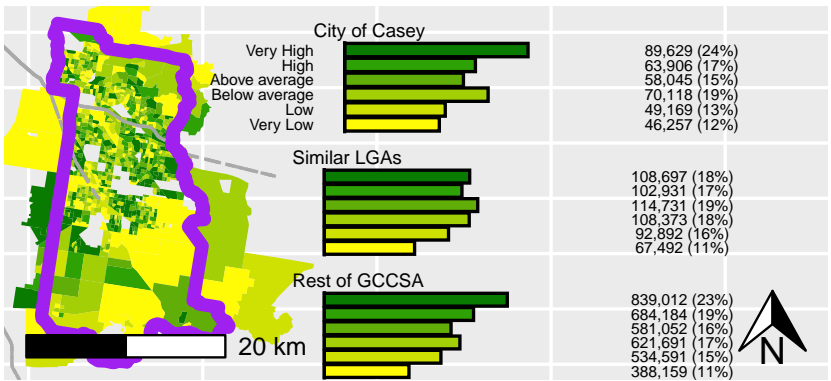 City of Casey
Very High 89,629 (24%)
High 63,906 (17%)
Above average 58,045 (15%)
Below average 70,118 (19%)
Low 49,169 (13%)
Very Low 46,257 (12%)
Similar LGAs
108,697 (18%)
102,931 (17%)
114,731 (19%)
108,373 (18%)
92,892 (16%)
67,492 (11%)
Rest of GCCSA
839,012 (23%)
684,184 (19%)
581,052 (16%)
621,691 (17%)
534,591 (15%)
388,159 (11%)
20 km
N